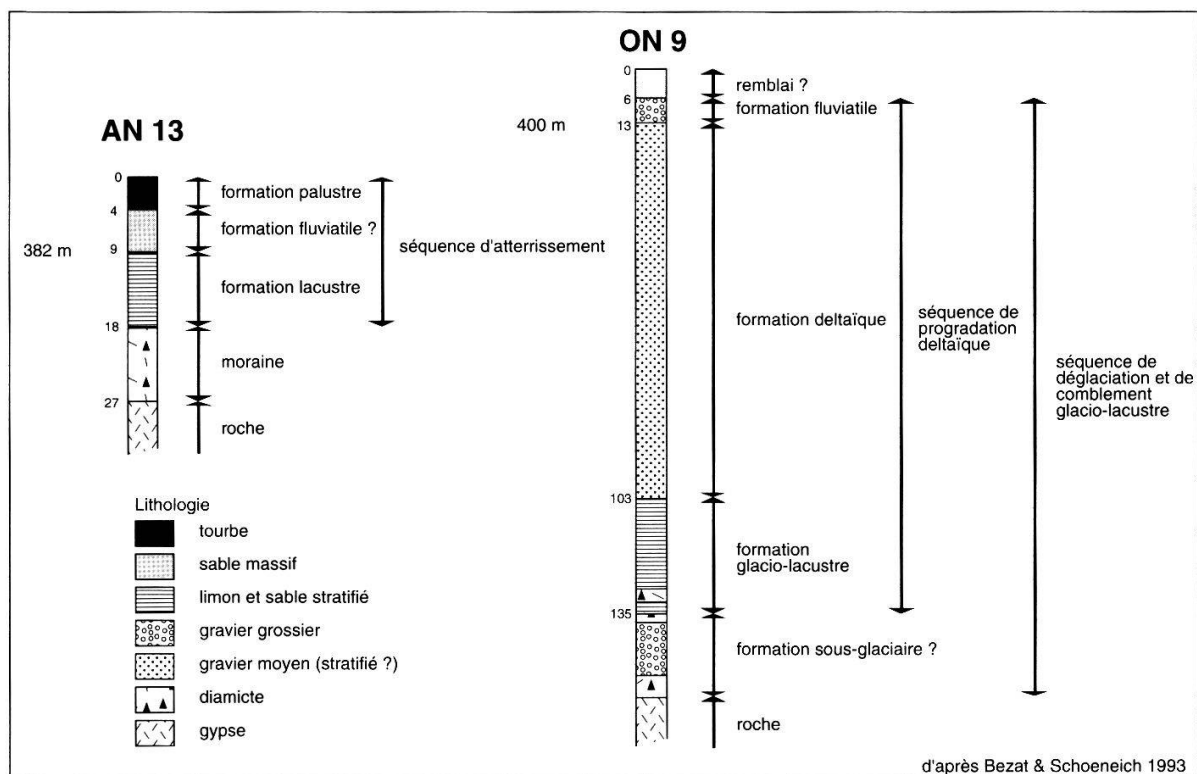 AN 13
382 m
0
4
9
18
27
formation palustre
formation fluviatile ?
formation lacustre
moraine
roche
séquence d'atterrissement
Lithologie
tourbe
sable massif
limon et sable stratifié
gravier grossier
gravier moyen (stratifié ?)
diamicte
gypse
ON 9
400 m
0
6
13
103
135
remblai ?
formation fluviatile
formation deltaïque
formation
glacio-lacustre
formation sous-glaciaire ?
roche
séquence de
progradation
deltaïque
séquence de
déglaciation et de
comblement
glacio-lacustre
d'après Bezat & Schoeneich 1993